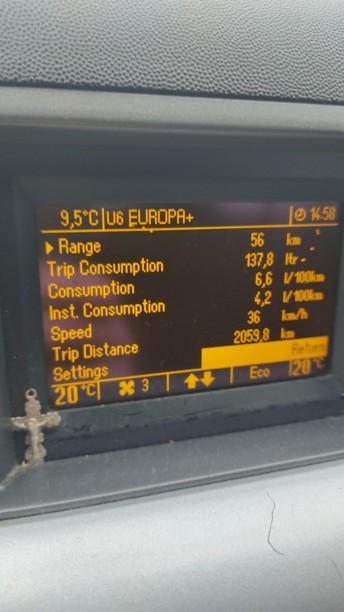 9,5°C U6 EUROPA+ 14:58
Range 56 km
Trip Consumption 137,8 ltr
Consumption 6,6 l/100km
Inst. Consumption 4,2 l/100km
Speed 36 km/h
Trip Distance 2059,8 km
Settings Return
20°C 3 Eco 20°C